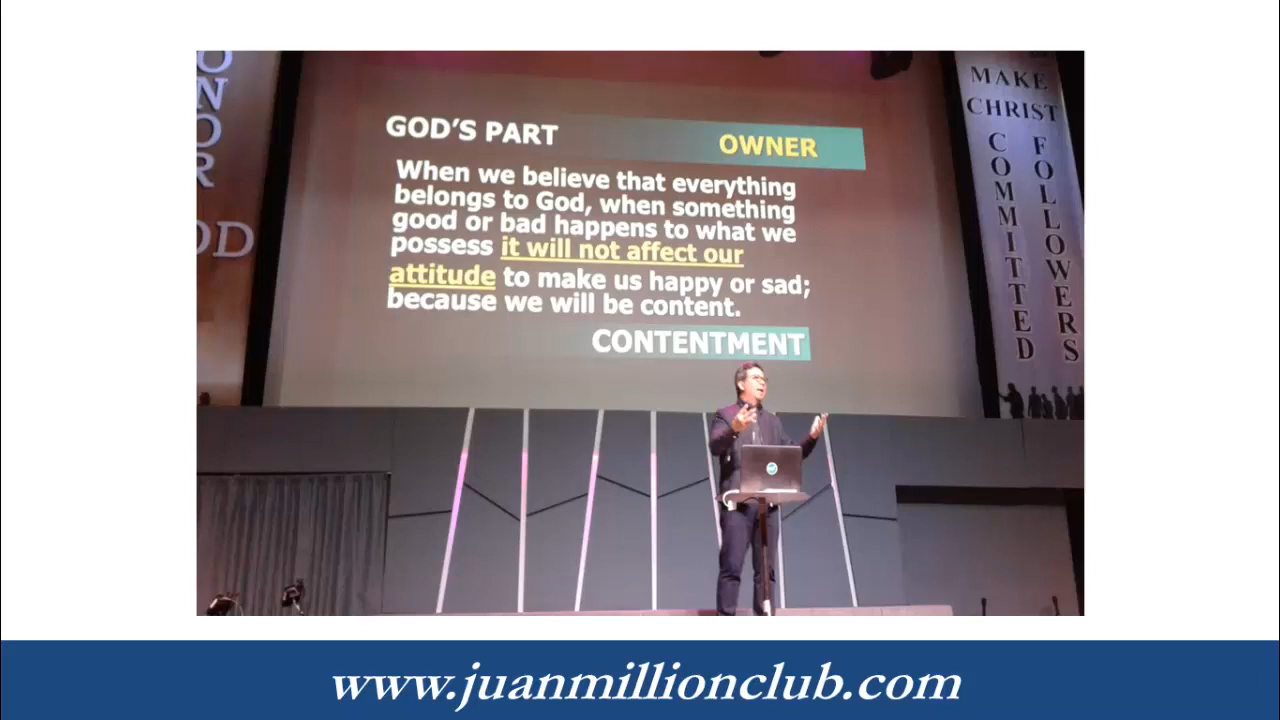 GOD'S PART
OWNER
When we believe that everything
belongs to God, when something
good or bad happens to what we
possess it will not affect our
attitude to make us happy or sad;
because we will be content.
CONTENTMENT
MAKE
CHRIST
COMMITTED
FOLLOWERS
www.juanmillionclub.com